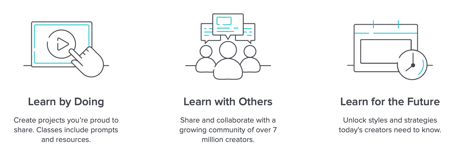 Learn by Doing
Create projects you're proud to
share. Classes include prompts
and resources.
Learn with Others
Share and collaborate with a
growing community of over 7
million creators.
Learn for the Future
Unlock styles and strategies
today's creators need to know.